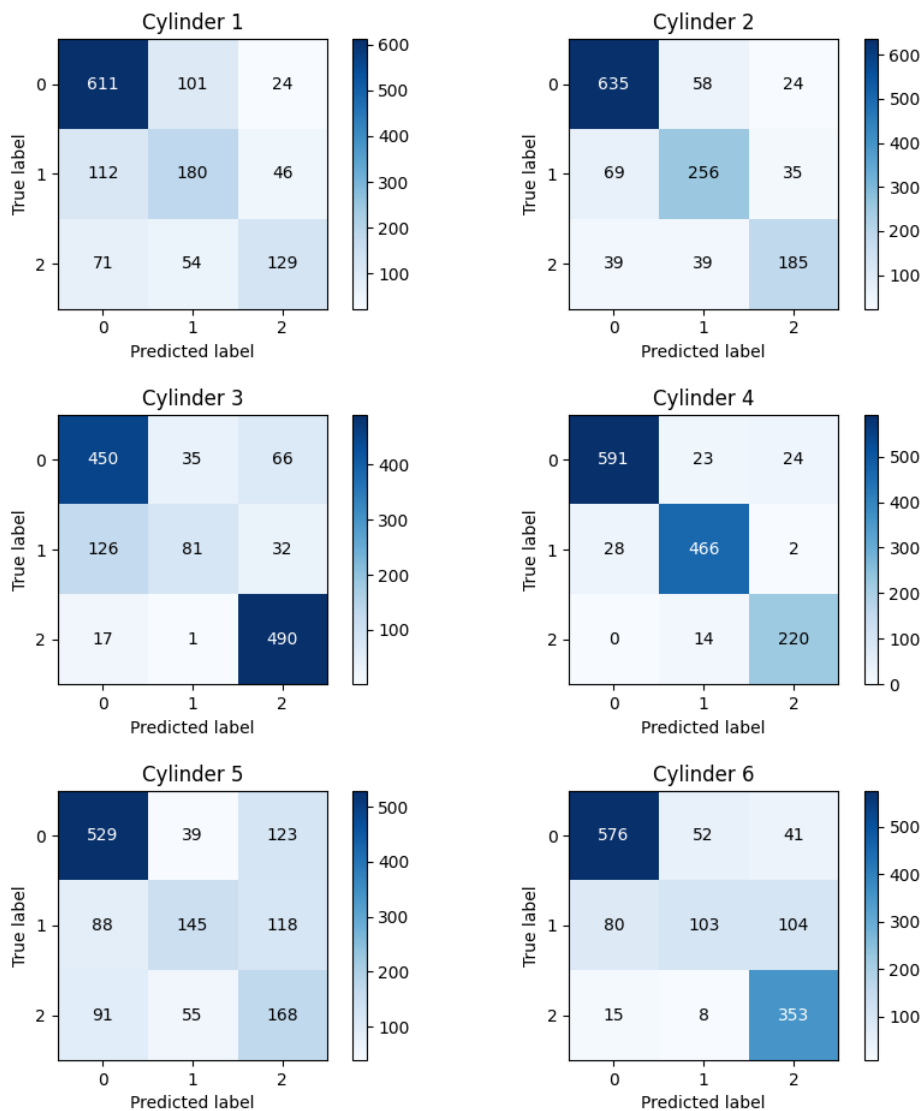 Cylinder 1
0 611 101 24
1 112 180 46
2 71 54 129
0 1 2
Predicted label
True label
600
500
400
300
200
100
Cylinder 2
0 635 58 24
1 69 256 35
2 39 39 185
0 1 2
Predicted label
True label
600
500
400
300
200
100
Cylinder 3
0 450 35 66
1 126 81 32
2 17 1 490
0 1 2
Predicted label
True label
400
300
200
100
Cylinder 4
0 591 23 24
1 28 466 2
2 0 14 220
0 1 2
Predicted label
True label
500
400
300
200
100
0
Cylinder 5
0 529 39 123
1 88 145 118
2 91 55 168
0 1 2
Predicted label
True label
500
400
300
200
100
Cylinder 6
0 576 52 41
1 80 103 104
2 15 8 353
0 1 2
Predicted label
True label
500
400
300
200
100